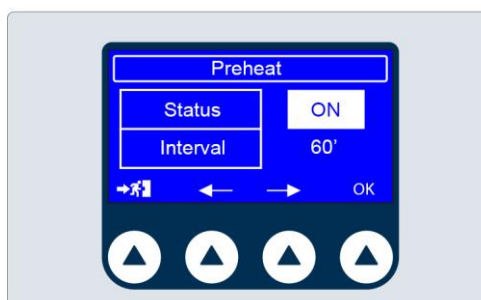 Preheat
Status ON
Interval 60’
OK